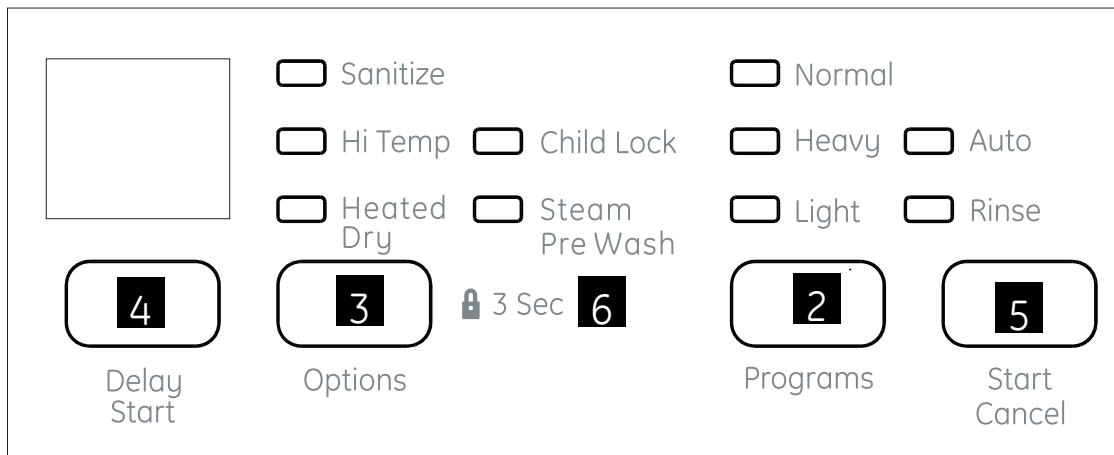 Sanitize
Normal
Hi Temp
Child Lock
Heavy
Auto
Heated
Dry
Steam
Pre Wash
Light
Rinse
4
3
3 Sec
6
2
5
Delay
Start
Options
Programs
Start
Cancel